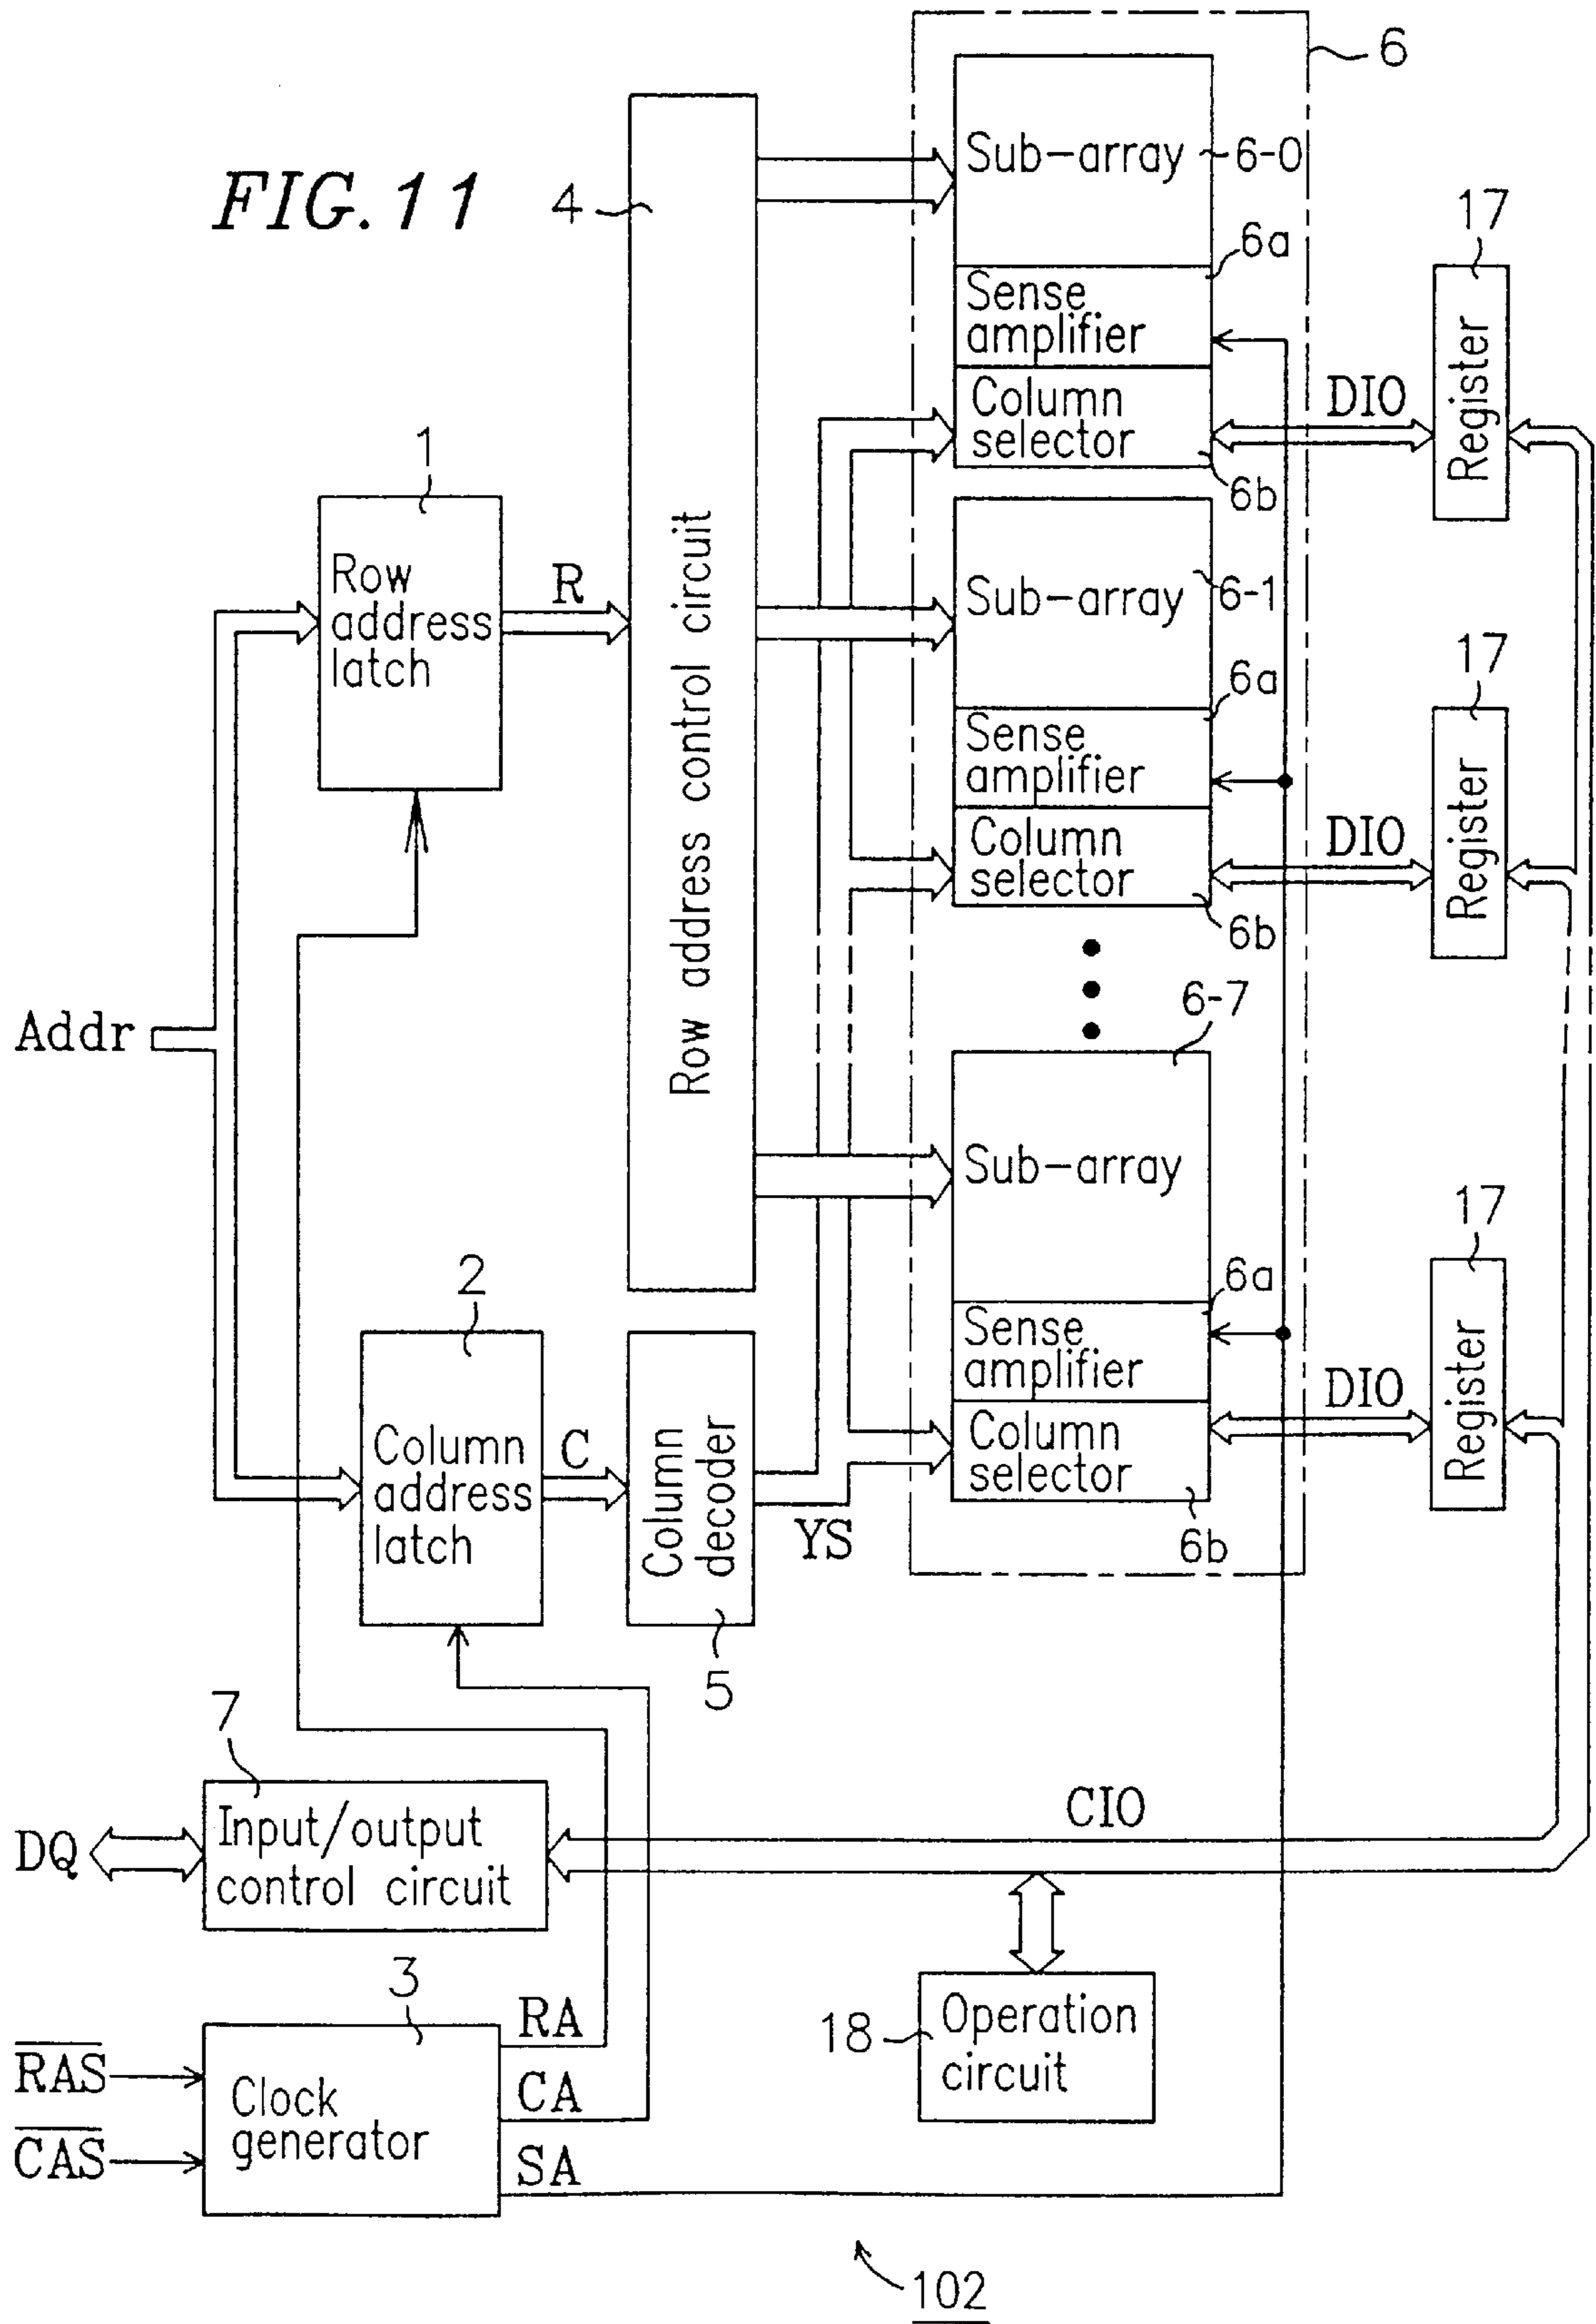 FIG. 11
6
4
Sub-array
6-0
6a
17
Sense
amplifier
Column
selector
DIO
Register
6b
1
Row
address
latch
R
Row address control circuit
Sub-array
6-1
6a
17
Sense
amplifier
Column
selector
DIO
Register
6b
Addr
6-7
Sub-array
17
2
6a
Sense
amplifier
Column
selector
DIO
Register
6b
Column
address
latch
C
Column
decoder
YS
5
7
Input/output
control circuit
DQ
CIO
3
RAS
CAS
Clock
generator
RA
CA
SA
18
Operation
circuit
102